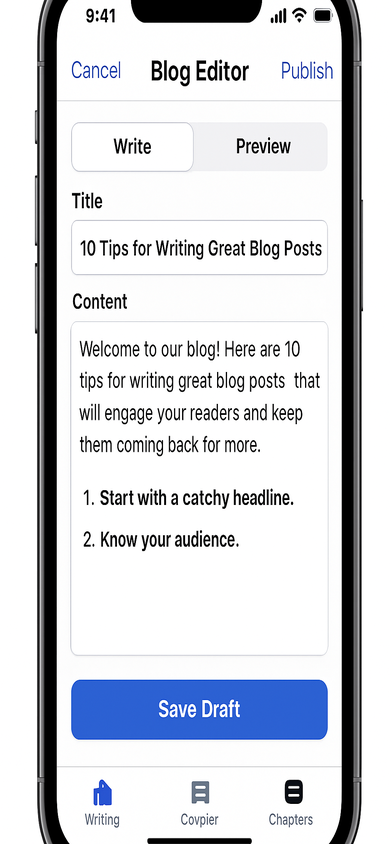 9:41
Cancel Blog Editor Publish
Write Preview
Title
10 Tips for Writing Great Blog Posts
Content
Welcome to our blog! Here are 10
tips for writing great blog posts that
will engage your readers and keep
them coming back for more.
1. Start with a catchy headline.
2. Know your audience.
Save Draft
Writing Covpier Chapters